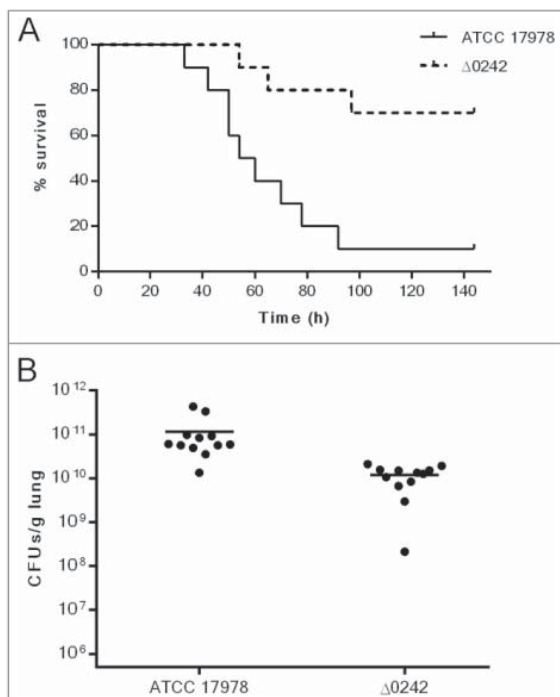 A
ATCC 17978
Δ0242
100
80
60
40
20
0
% survival
0 20 40 60 80 100 120 140
Time (h)
B
10¹²
10¹¹
10¹⁰
10⁹
10⁸
10⁷
10⁶
CFUs/g lung
ATCC 17978 Δ0242